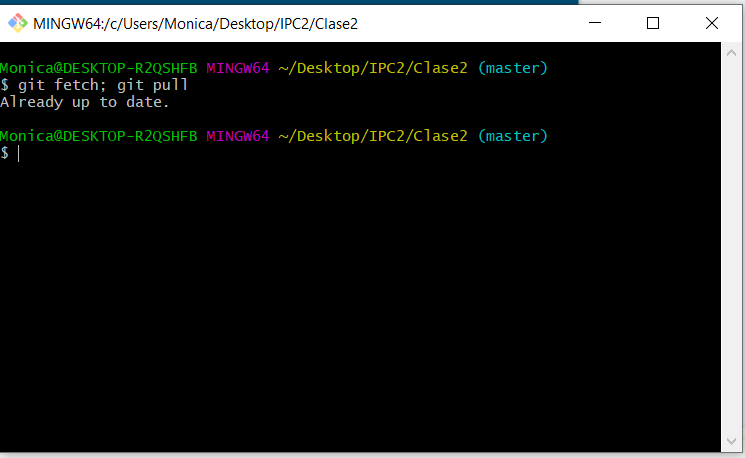 MINGW64:/c/Users/Monica/Desktop/IPC2/Clase2
Monica@DESKTOP-R2QSHFB MINGW64 ~/Desktop/IPC2/Clase2 (master)
$ git fetch; git pull
Already up to date.
Monica@DESKTOP-R2QSHFB MINGW64 ~/Desktop/IPC2/Clase2 (master)
$